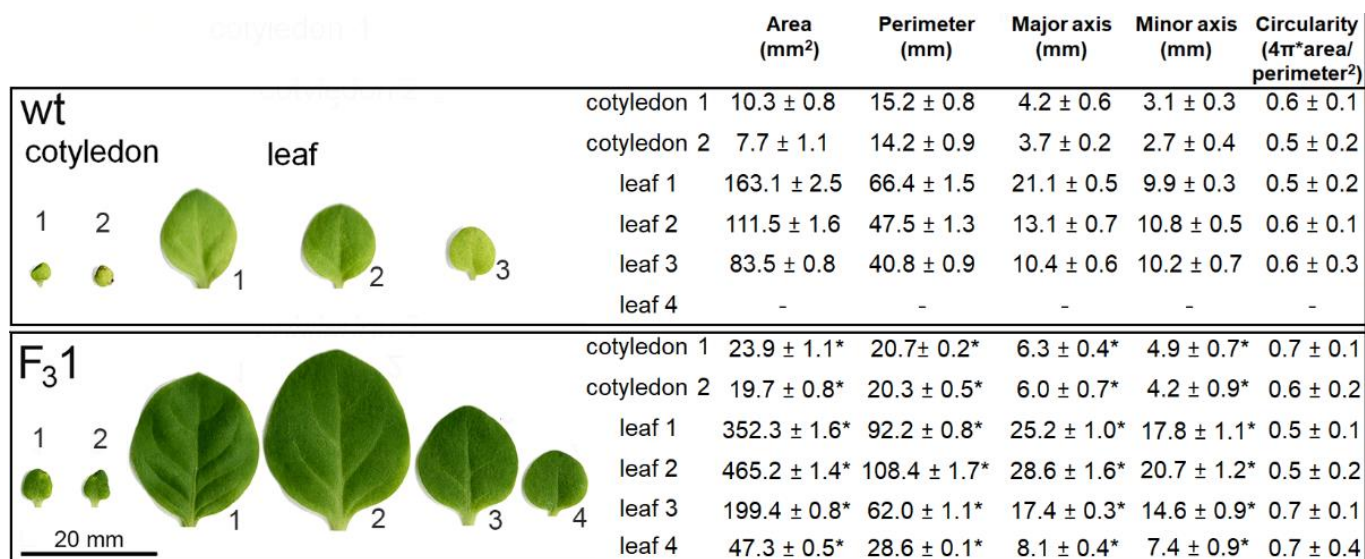 Area Perimeter Major axis Minor axis Circularity
(mm²) (mm) (mm) (mm) (4π*area/
perimeter²)
wt
cotyledon leaf
1 2 1 2 3
cotyledon 1 10.3 ± 0.8 15.2 ± 0.8 4.2 ± 0.6 3.1 ± 0.3 0.6 ± 0.1
cotyledon 2 7.7 ± 1.1 14.2 ± 0.9 3.7 ± 0.2 2.7 ± 0.4 0.5 ± 0.2
leaf 1 163.1 ± 2.5 66.4 ± 1.5 21.1 ± 0.5 9.9 ± 0.3 0.5 ± 0.2
leaf 2 111.5 ± 1.6 47.5 ± 1.3 13.1 ± 0.7 10.8 ± 0.5 0.6 ± 0.1
leaf 3 83.5 ± 0.8 40.8 ± 0.9 10.4 ± 0.6 10.2 ± 0.7 0.6 ± 0.3
leaf 4 - - - - -
F₃1
1 2 1 2 3 4
20 mm
cotyledon 1 23.9 ± 1.1* 20.7± 0.2* 6.3 ± 0.4* 4.9 ± 0.7* 0.7 ± 0.1
cotyledon 2 19.7 ± 0.8* 20.3 ± 0.5* 6.0 ± 0.7* 4.2 ± 0.9* 0.6 ± 0.2
leaf 1 352.3 ± 1.6* 92.2 ± 0.8* 25.2 ± 1.0* 17.8 ± 1.1* 0.5 ± 0.1
leaf 2 465.2 ± 1.4* 108.4 ± 1.7* 28.6 ± 1.6* 20.7 ± 1.2* 0.5 ± 0.2
leaf 3 199.4 ± 0.8* 62.0 ± 1.1* 17.4 ± 0.3* 14.6 ± 0.9* 0.7 ± 0.1
leaf 4 47.3 ± 0.5* 28.6 ± 0.1* 8.1 ± 0.4* 7.4 ± 0.9* 0.7 ± 0.4